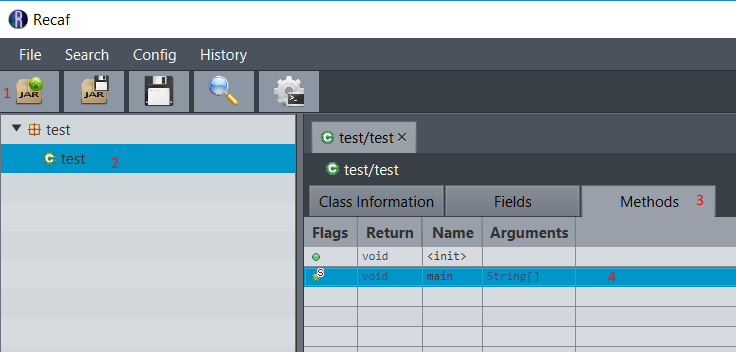 R Recaf
File Search Config History
1 JAR JAR
test
test 2
C test/test ×
C test/test
Class Information Fields Methods 3
Flags Return Name Arguments
void <init>
S void main String[] 4